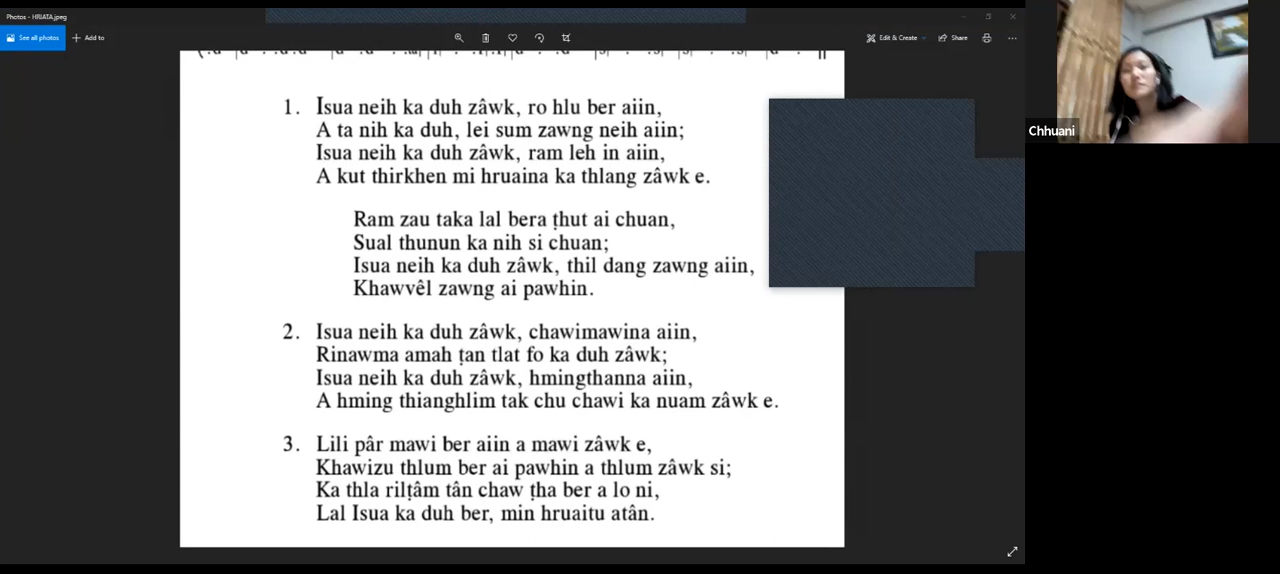 Photos - HRIATA.jpeg
See all photos
Add to
Edit & Create
Share
Chhuani
1. Isua neih ka duh zâwk, ro hlu ber aiin,
A ta nih ka duh, lei sum zawng neih aiin;
Isua neih ka duh zâwk, ram leh in aiin,
A kut thirkhen mi hruaina ka thlang zâwk e.
Ram zau taka lal bera ṭhut ai chuan,
Sual thunun ka nih si chuan;
Isua neih ka duh zâwk, thil dang zawng aiin,
Khawvêl zawng ai pawhin.
2. Isua neih ka duh zâwk, chawimawina aiin,
Rinawma amah ṭan tlat fo ka duh zâwk;
Isua neih ka duh zâwk, hmingthanna aiin,
A hming thianghlim tak chu chawi ka nuam zâwk e.
3. Lili pâr mawi ber aiin a mawi zâwk e,
Khawizu thlum ber ai pawhin a thlum zâwk si;
Ka thla rilṭâm tân chaw ṭha ber a lo ni,
Lal Isua ka duh ber, min hruaitu atân.